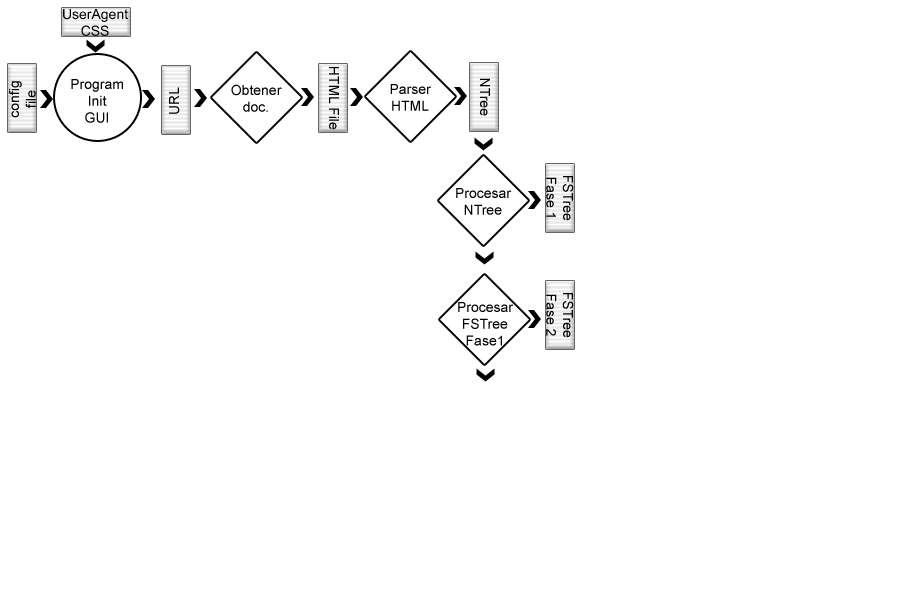 UserAgent
CSS
config
file
Program
Init
GUI
URL
Obtener
doc.
HTML File
Parser
HTML
NTree
Procesar
NTree
FSTree
Fase 1
Procesar
FSTree
Fase1
FSTree
Fase 2